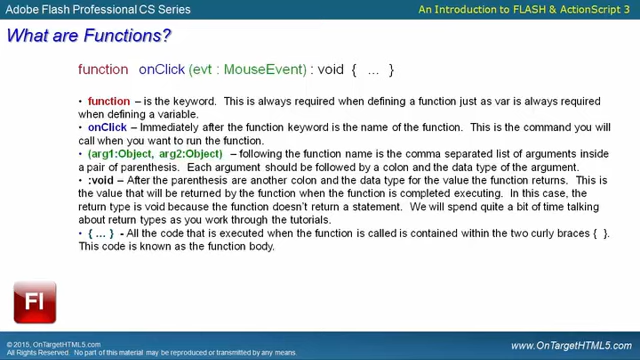 Adobe Flash Professional CS Series
An Introduction to FLASH & ActionScript 3
What are Functions?
function onClick (evt : MouseEvent) : void { ... }
• function – is the keyword. This is always required when defining a function just as var is always required
when defining a variable.
• onClick – Immediately after the function keyword is the name of the function. This is the command you will
call when you want to run the function.
• (arg1:Object, arg2:Object) – following the function name is the comma separated list of arguments inside
a pair of parenthesis. Each argument should be followed by a colon and the data type of the argument.
• :void – After the parenthesis are another colon and the data type for the value the function returns. This is
the value that will be returned by the function when the function is completed executing. In this case, the
return type is void because the function doesn't return a statement. We will spend quite a bit of time talking
about return types as you work through the tutorials.
• { ... } - All the code that is executed when the function is called is contained within the two curly braces { }.
This code is known as the function body.
Fl
© 2015, OnTargetHTML5.com
All Rights Reserved. No part of this material may be reproduced or transmitted by any means.
www.OnTargetHTML5.com